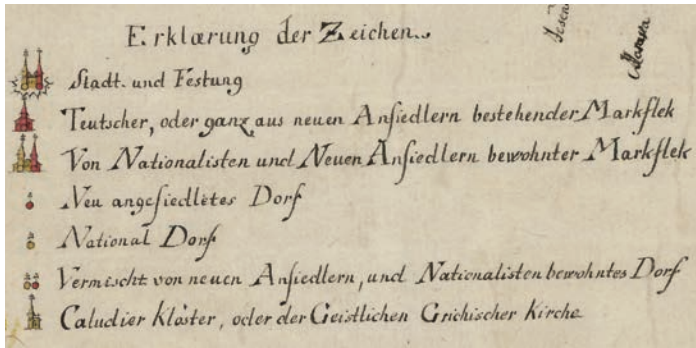 Erklærung der Zeichen.
Stadt. und Festung
Teutscher, oder ganz aus neuen Ansiedlern bestehender Markflek
Von Nationalisten und Neuen Ansiedlern bewohnter Markflek
Neu angesiedletes Dorf
National Dorf
Vermischt von neuen Ansiedlern, und Nationalisten bewohntes Dorf
Caludier Kloster, oder der Geistlichen Grichischer Kirche